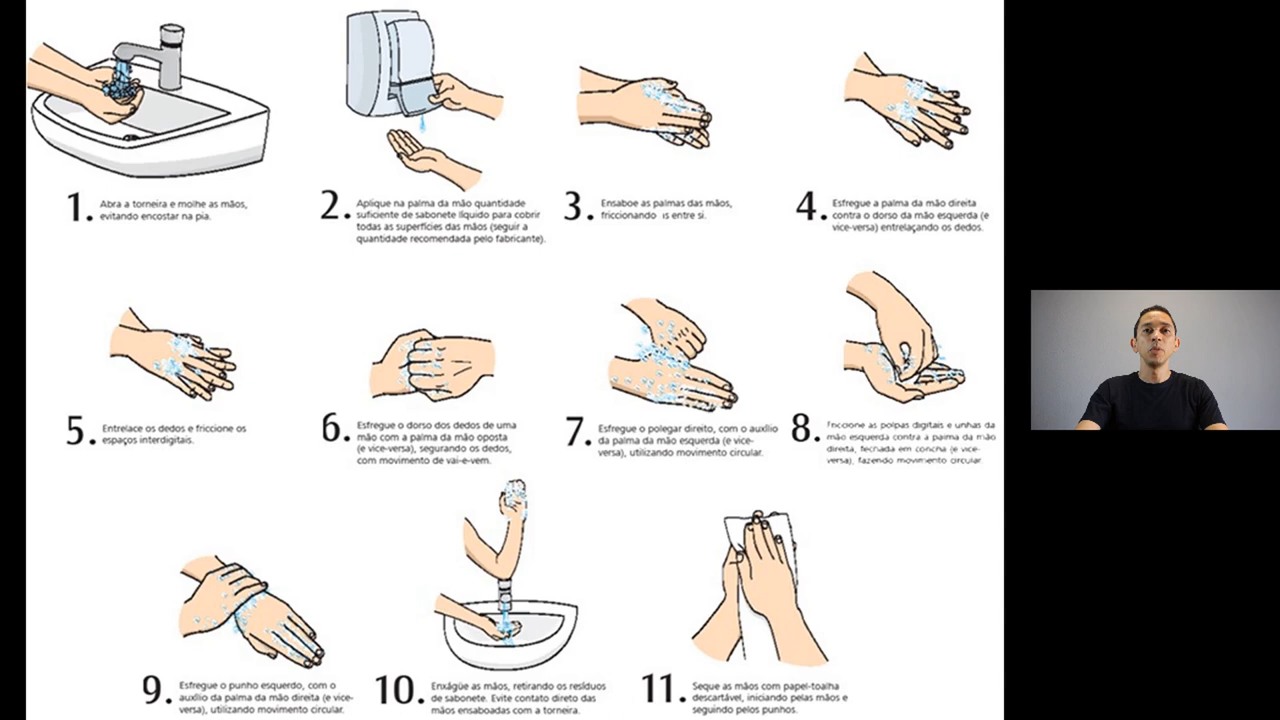 1. Abra a torneira e molhe as mãos,
evitando encostar na pia.
2. Aplique na palma da mão quantidade
suficiente de sabonete líquido para cobrir
todas as superfícies das mãos (seguir a
quantidade recomendada pelo fabricante).
3. Ensaboe as palmas das mãos,
friccionando entre si.
4. Esfregue a palma da mão direita
contra o dorso da mão esquerda (e
vice-versa) entrelaçando os dedos.
5. Entrelace os dedos e friccione os
espaços interdigitais.
6. Esfregue o dorso dos dedos de uma
mão com a palma da mão oposta
(e vice-versa), segurando os dedos,
com movimento de vai-e-vem.
7. Esfregue o polegar direito, com o auxílio
da palma da mão esquerda (e vice-
versa), utilizando movimento circular.
8. Friccione as polpas digitais e unhas da
mão esquerda contra a palma da mão
direita, fechada em concha (e vice-
versa), fazendo movimento circular.
9. Esfregue o punho esquerdo, com o
auxílio da palma da mão direita (e vice-
versa), utilizando movimento circular.
10. Enxágüe as mãos, retirando os resíduos
de sabonete. Evite contato direto das
mãos ensaboadas com a torneira.
11. Seque as mãos com papel-toalha
descartável, iniciando pelas mãos e
seguindo pelos punhos.